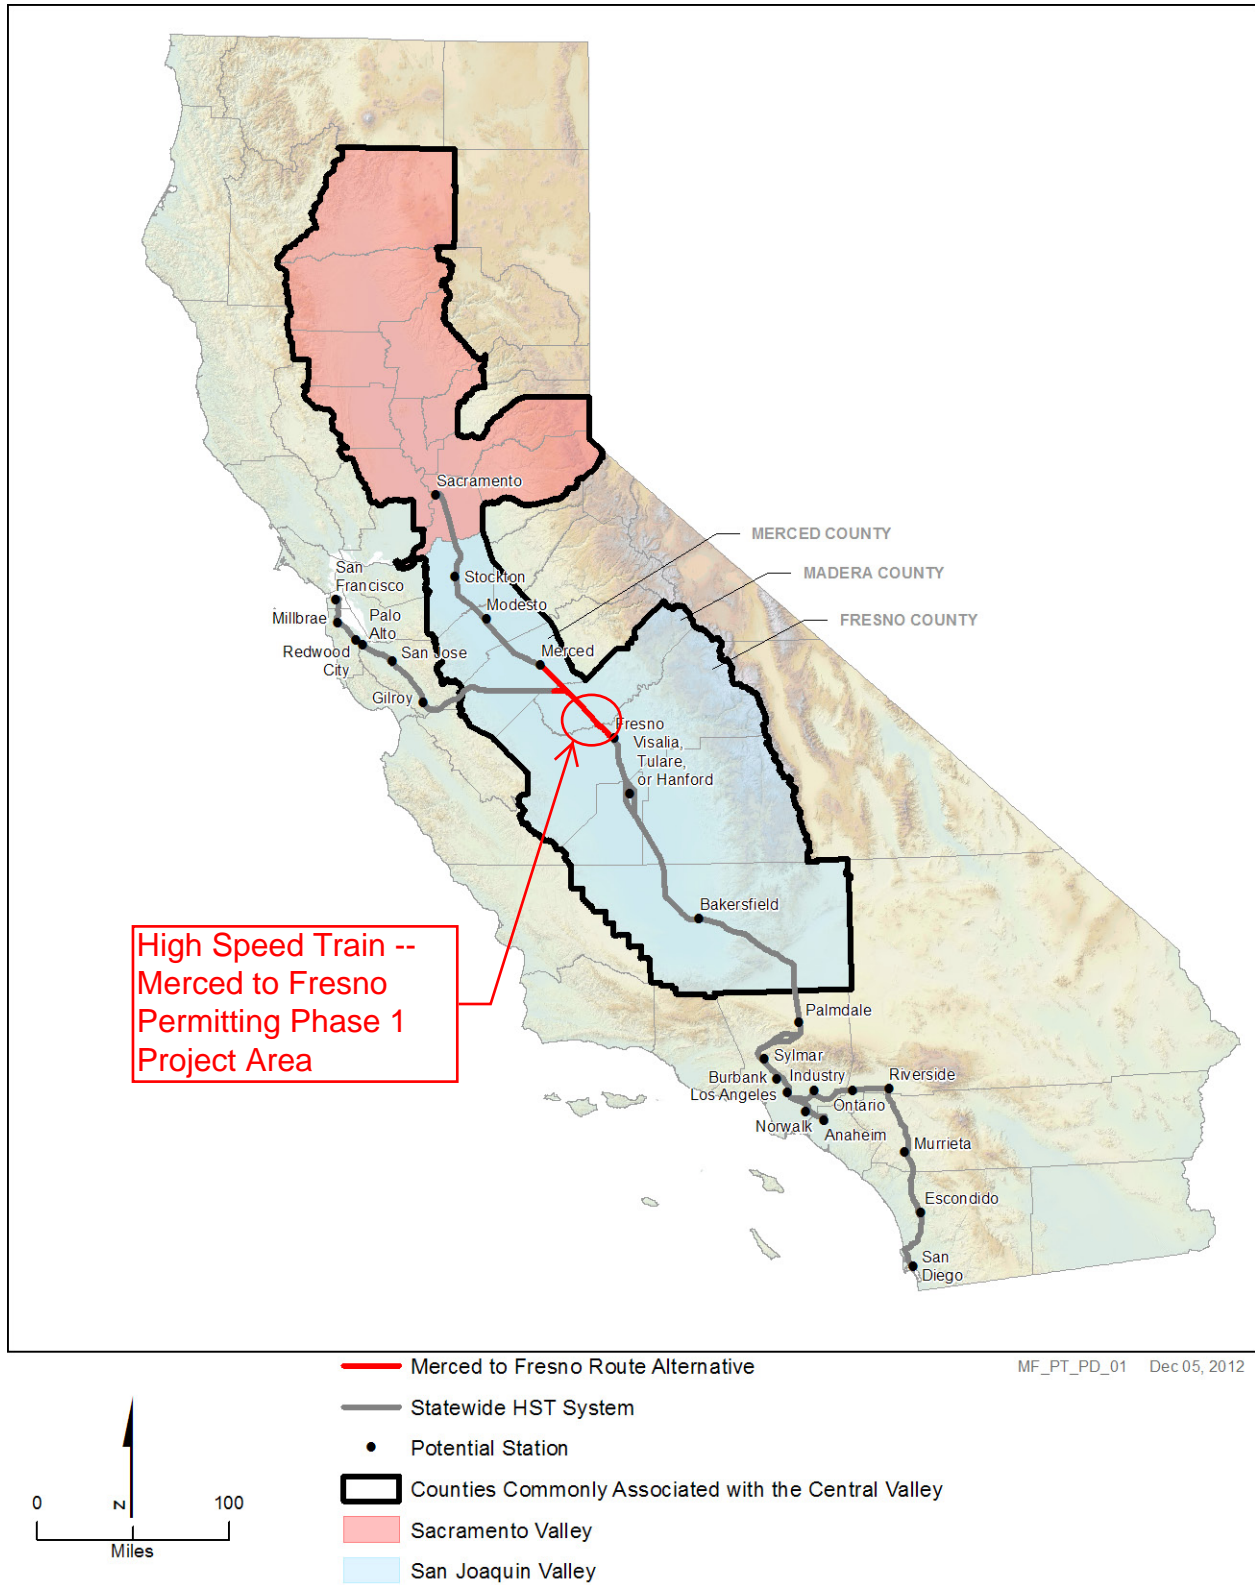 Sacramento
MERCED COUNTY
MADERA COUNTY
FRESNO COUNTY
San
Francisco
Stockton
Modesto
Millbrae
Palo
Alto
Redwood
City
San Jose
Merced
Gilroy
Fresno
Visalia,
Tulare,
or Hanford
Bakersfield
High Speed Train --
Merced to Fresno
Permitting Phase 1
Project Area
Palmdale
Sylmar
Burbank
Industry
Riverside
Los Angeles
Ontario
Norwalk
Anaheim
Murrieta
Escondido
San
Diego
Merced to Fresno Route Alternative
MF_PT_PD_01 Dec 05, 2012
Statewide HST System
Potential Station
Counties Commonly Associated with the Central Valley
Sacramento Valley
San Joaquin Valley
N
0 100
Miles